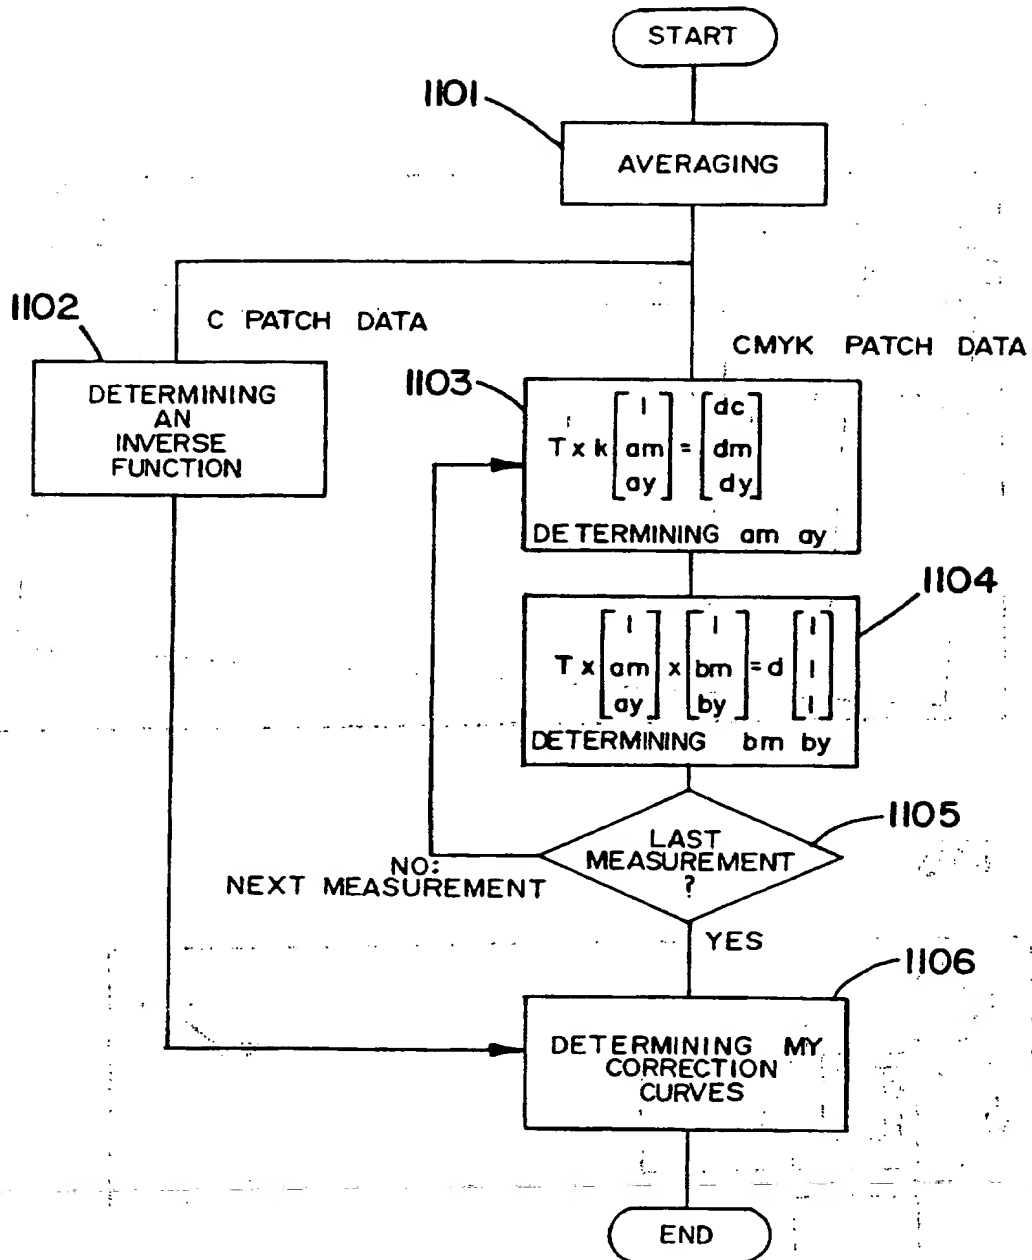 START
1101
AVERAGING
1102
C PATCH DATA
CMYK PATCH DATA
DETERMINING
AN
INVERSE
FUNCTION
1103
T x k [1 am ay] = [dc dm dy]
DETERMINING am ay
1104
T x [1 am ay] x [1 bm by] = d [1 1 1]
DETERMINING bm by
1105
LAST
MEASUREMENT
?
NO:
NEXT MEASUREMENT
YES
1106
DETERMINING MY
CORRECTION
CURVES
END